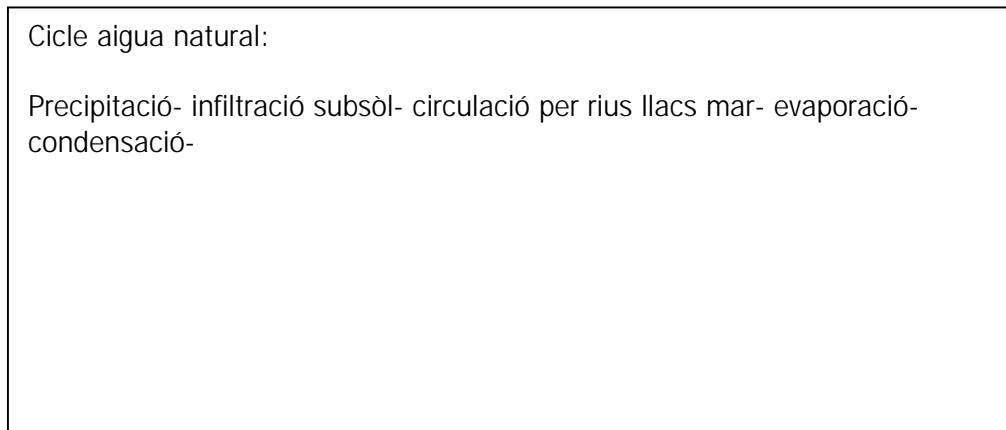 Cicle aigua natural:
Precipitació- infiltració subsòl- circulació per rius llacs mar- evaporació-
condensació-